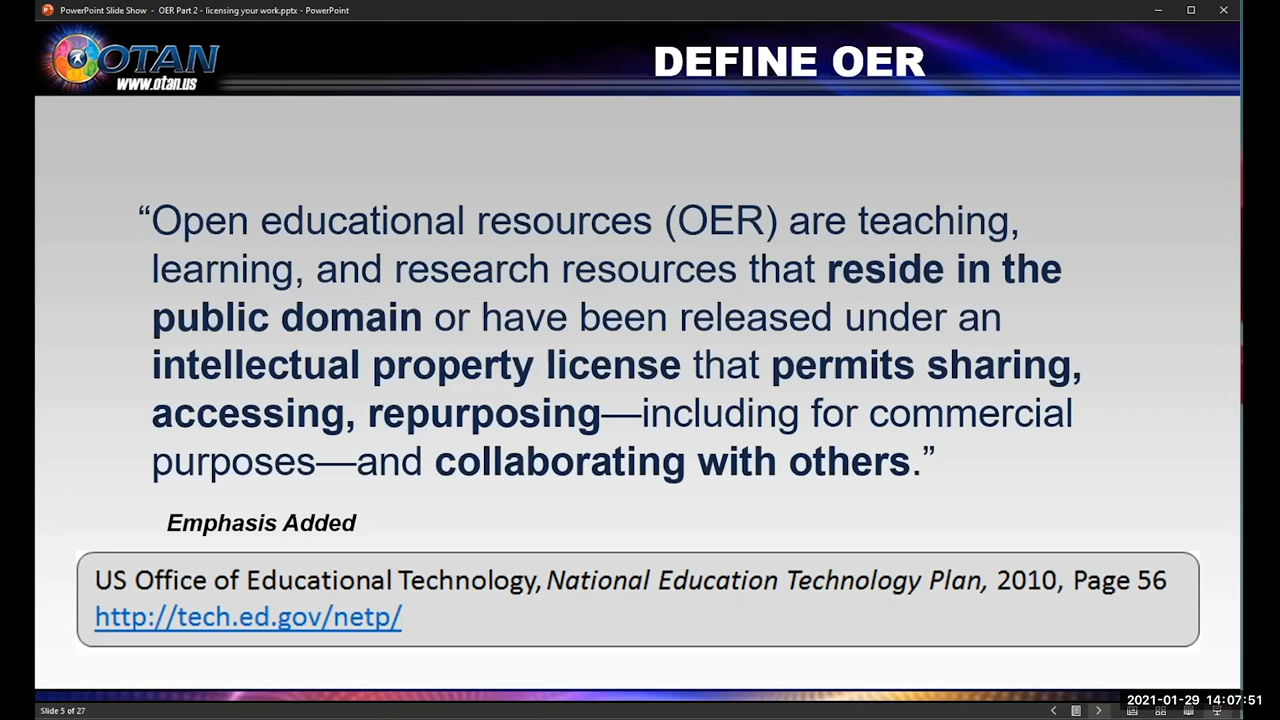 PowerPoint Slide Show - OER Part 2 - licensing your work.pptx - PowerPoint
OTAN
www.otan.us
DEFINE OER
“Open educational resources (OER) are teaching,
learning, and research resources that reside in the
public domain or have been released under an
intellectual property license that permits sharing,
accessing, repurposing—including for commercial
purposes—and collaborating with others.”
Emphasis Added
US Office of Educational Technology, National Education Technology Plan, 2010, Page 56
http://tech.ed.gov/netp/
2021-01-29 14:07:51
Slide 5 of 27